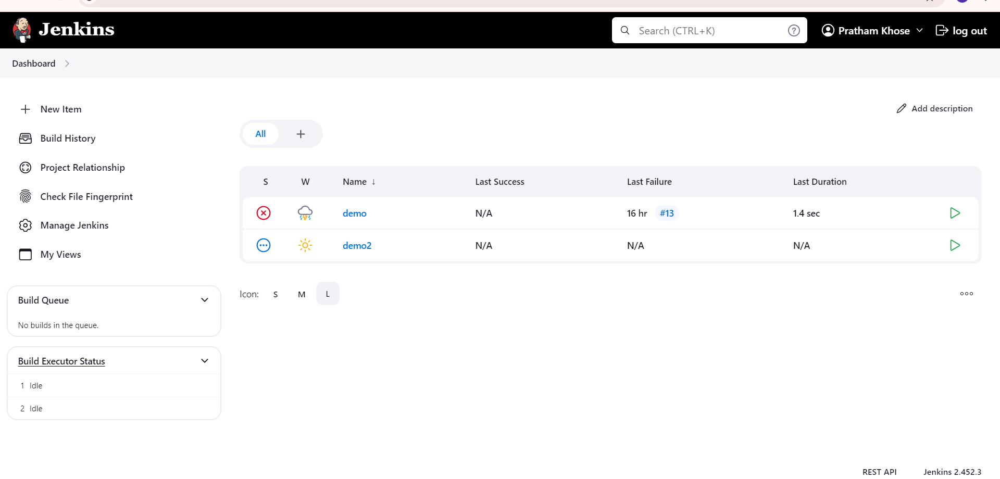 Jenkins
Search (CTRL+K)
Pratham Khose
log out
Dashboard
New Item
Build History
Project Relationship
Check File Fingerprint
Manage Jenkins
My Views
Build Queue
No builds in the queue.
Build Executor Status
1 Idle
2 Idle
Add description
All +
S W Name ↓ Last Success Last Failure Last Duration
demo N/A 16 hr #13 1.4 sec
demo2 N/A N/A N/A
Icon: S M L
REST API Jenkins 2.452.3